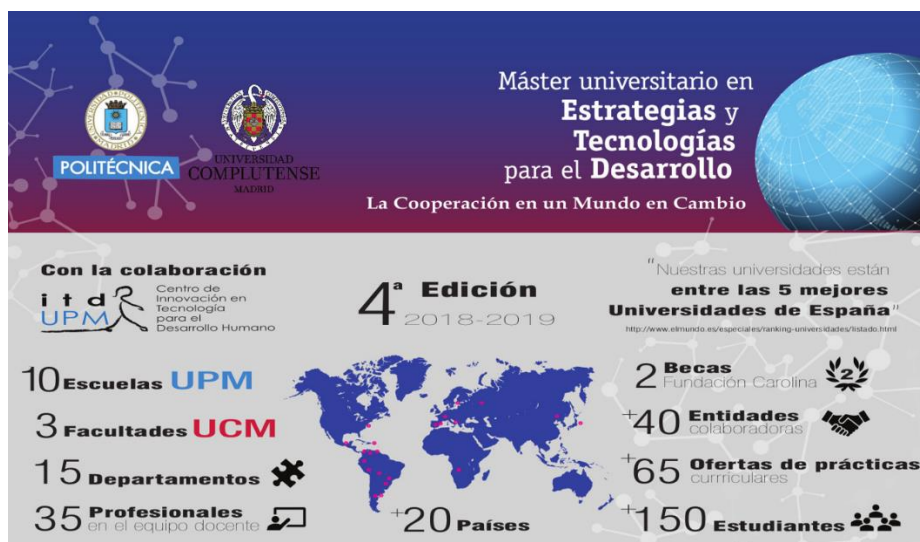 Máster universitario en
Estrategias y
Tecnologías
para el Desarrollo
La Cooperación en un Mundo en Cambio
POLITÉCNICA
UNIVERSIDAD
COMPLUTENSE
MADRID
Con la colaboración
itd
UPM
Centro de
Innovación en
Tecnología
para el
Desarrollo Humano
4ª Edición
2018-2019
"Nuestras universidades están
entre las 5 mejores
Universidades de España"
http://www.elmundo.es/especiales/ranking-universidades/listado.html
10 Escuelas UPM
3 Facultades UCM
15 Departamentos
35 Profesionales
en el equipo docente
+20 Países
2 Becas
Fundación Carolina
2
+40 Entidades
colaboradoras
+65 Ofertas de prácticas
currriculares
+150 Estudiantes